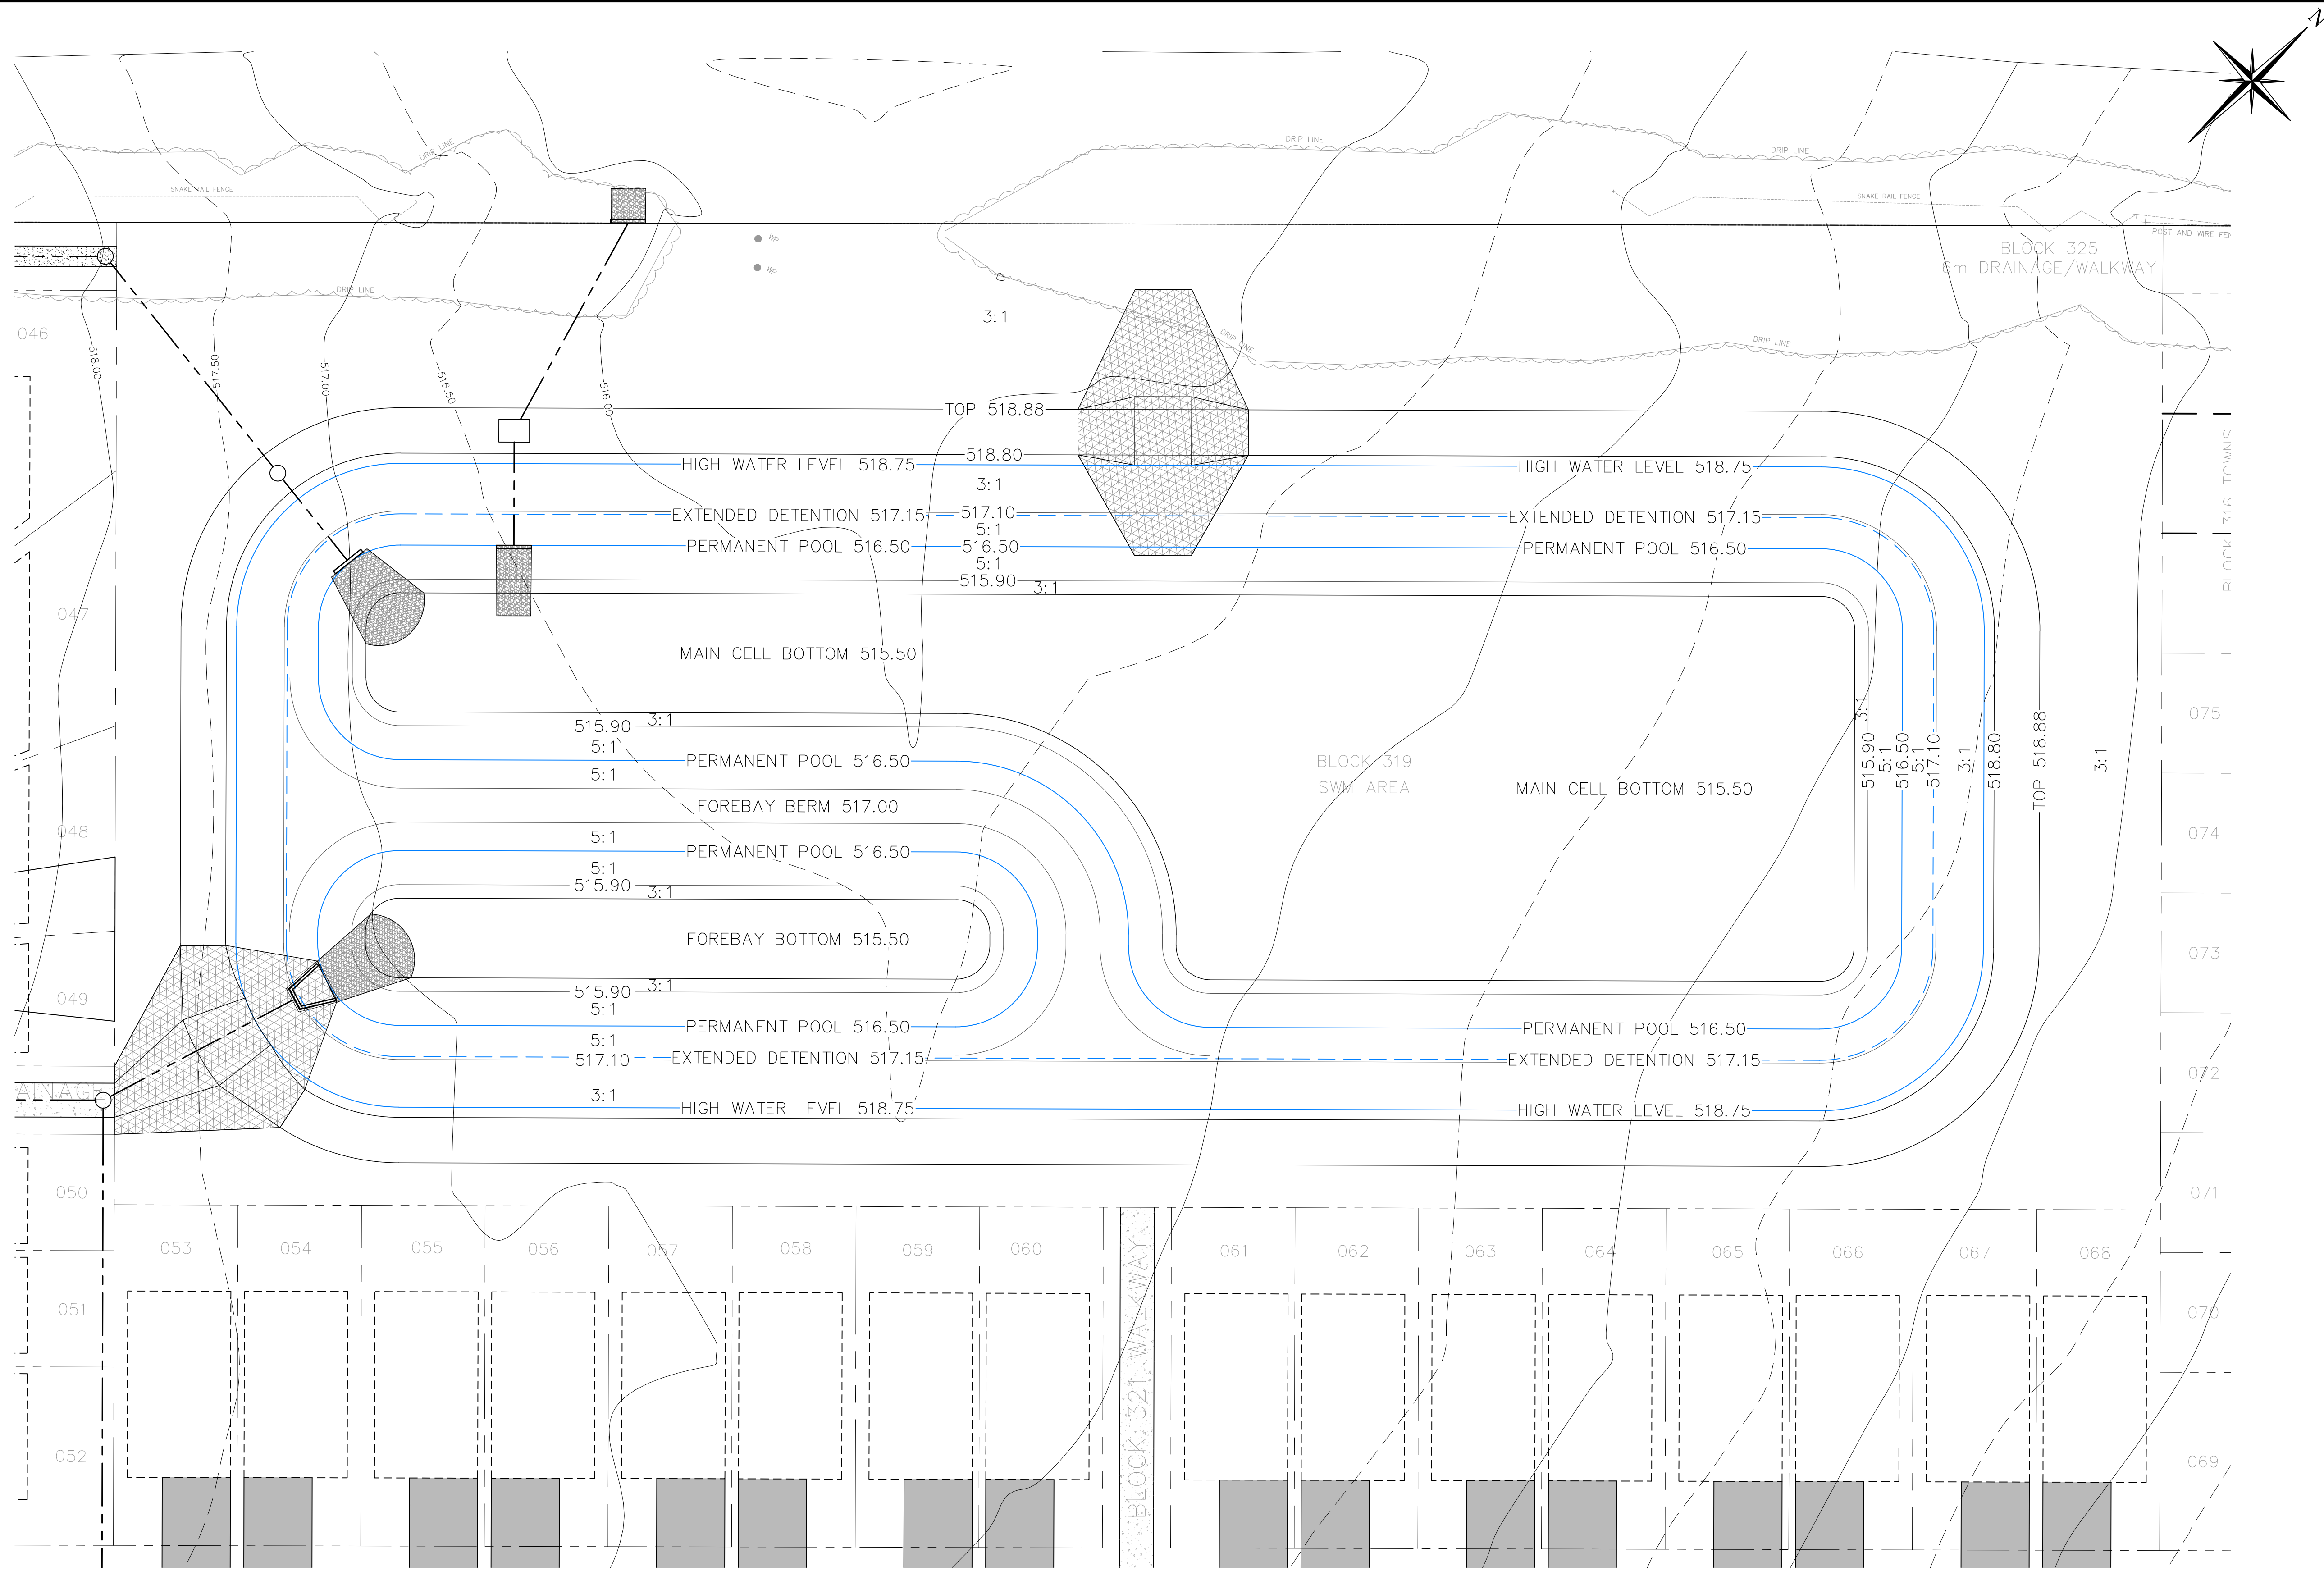 N
DRIP LINE
DRIP LINE
DRIP LINE
SNAKE RAIL FENCE
SNAKE RAIL FENCE
POST AND WIRE FEN
WP
WP
BLOCK 325
6m DRAINAGE/WALKWAY
DRIP LINE
DRIP LINE
DRIP LINE
3:1
046
518.00
517.50
517.00
516.50
516.00
TOP 518.88
518.80
HIGH WATER LEVEL 518.75
HIGH WATER LEVEL 518.75
3:1
EXTENDED DETENTION 517.15
517.10
EXTENDED DETENTION 517.15
5:1
PERMANENT POOL 516.50
516.50
PERMANENT POOL 516.50
5:1
515.90
3:1
BLOCK 316 TOWNS
047
MAIN CELL BOTTOM 515.50
515.90
3:1
5:1
PERMANENT POOL 516.50
5:1
BLOCK 319
SWM AREA
MAIN CELL BOTTOM 515.50
3:1
515.90
5:1
516.50
5:1
517.10
3:1
518.80
TOP 518.88
3:1
075
FOREBAY BERM 517.00
048
5:1
PERMANENT POOL 516.50
074
5:1
515.90
3:1
FOREBAY BOTTOM 515.50
073
049
515.90
3:1
5:1
PERMANENT POOL 516.50
PERMANENT POOL 516.50
5:1
517.10
EXTENDED DETENTION 517.15
EXTENDED DETENTION 517.15
072
AINAGE
3:1
HIGH WATER LEVEL 518.75
HIGH WATER LEVEL 518.75
050
071
053
054
055
056
057
058
059
060
061
062
063
064
065
066
067
068
051
070
BLOCK 321 WALKWAY
052
069